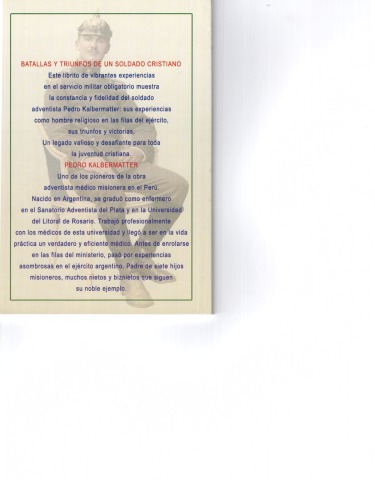 BATALLAS Y TRIUNFOS DE UN SOLDADO CRISTIANO
Este librito de vibrantes experiencias
en el servicio militar obligatorio muestra
la constancia y fidelidad del soldado
adventista Pedro Kalbermatter: sus experiencias
como hombre religioso en las filas del ejército,
sus triunfos y victorias.
Un legado valioso y desafiante para toda
la juventud cristiana.
PEDRO KALBERMATTER
Uno de los pioneros de la obra
adventista médico misionera en el Perú.
Nacido en Argentina, se graduó como enfermero
en el Sanatorio Adventista del Plata y en la Universidad
del Litoral de Rosario. Trabajó profesionalmente
con los médicos de esta universidad y llegó a ser en la vida
práctica un verdadero y eficiente médico. Antes de enrolarse
en las filas del ministerio, pasó por experiencias
asombrosas en el ejército argentino. Padre de siete hijos
misioneros, muchos nietos y biznietos que siguen
su noble ejemplo.